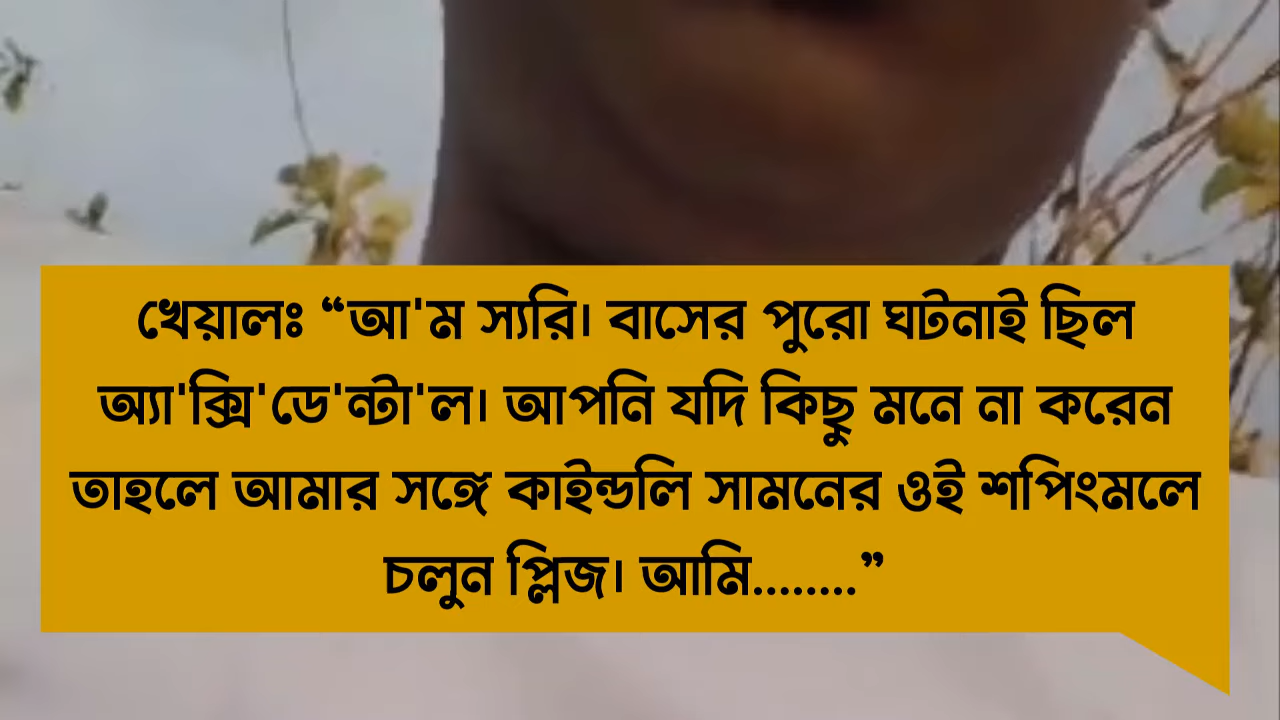 খেয়ালঃ “আ'ম স্যরি। বাসের পুরো ঘটনাই ছিল
অ্যা'ক্সি'ডে'ন্টা'ল। আপনি যদি কিছু মনে না করেন
তাহলে আমার সঙ্গে কাইন্ডলি সামনের ওই শপিংমলে
চলুন প্লিজ। আমি........”